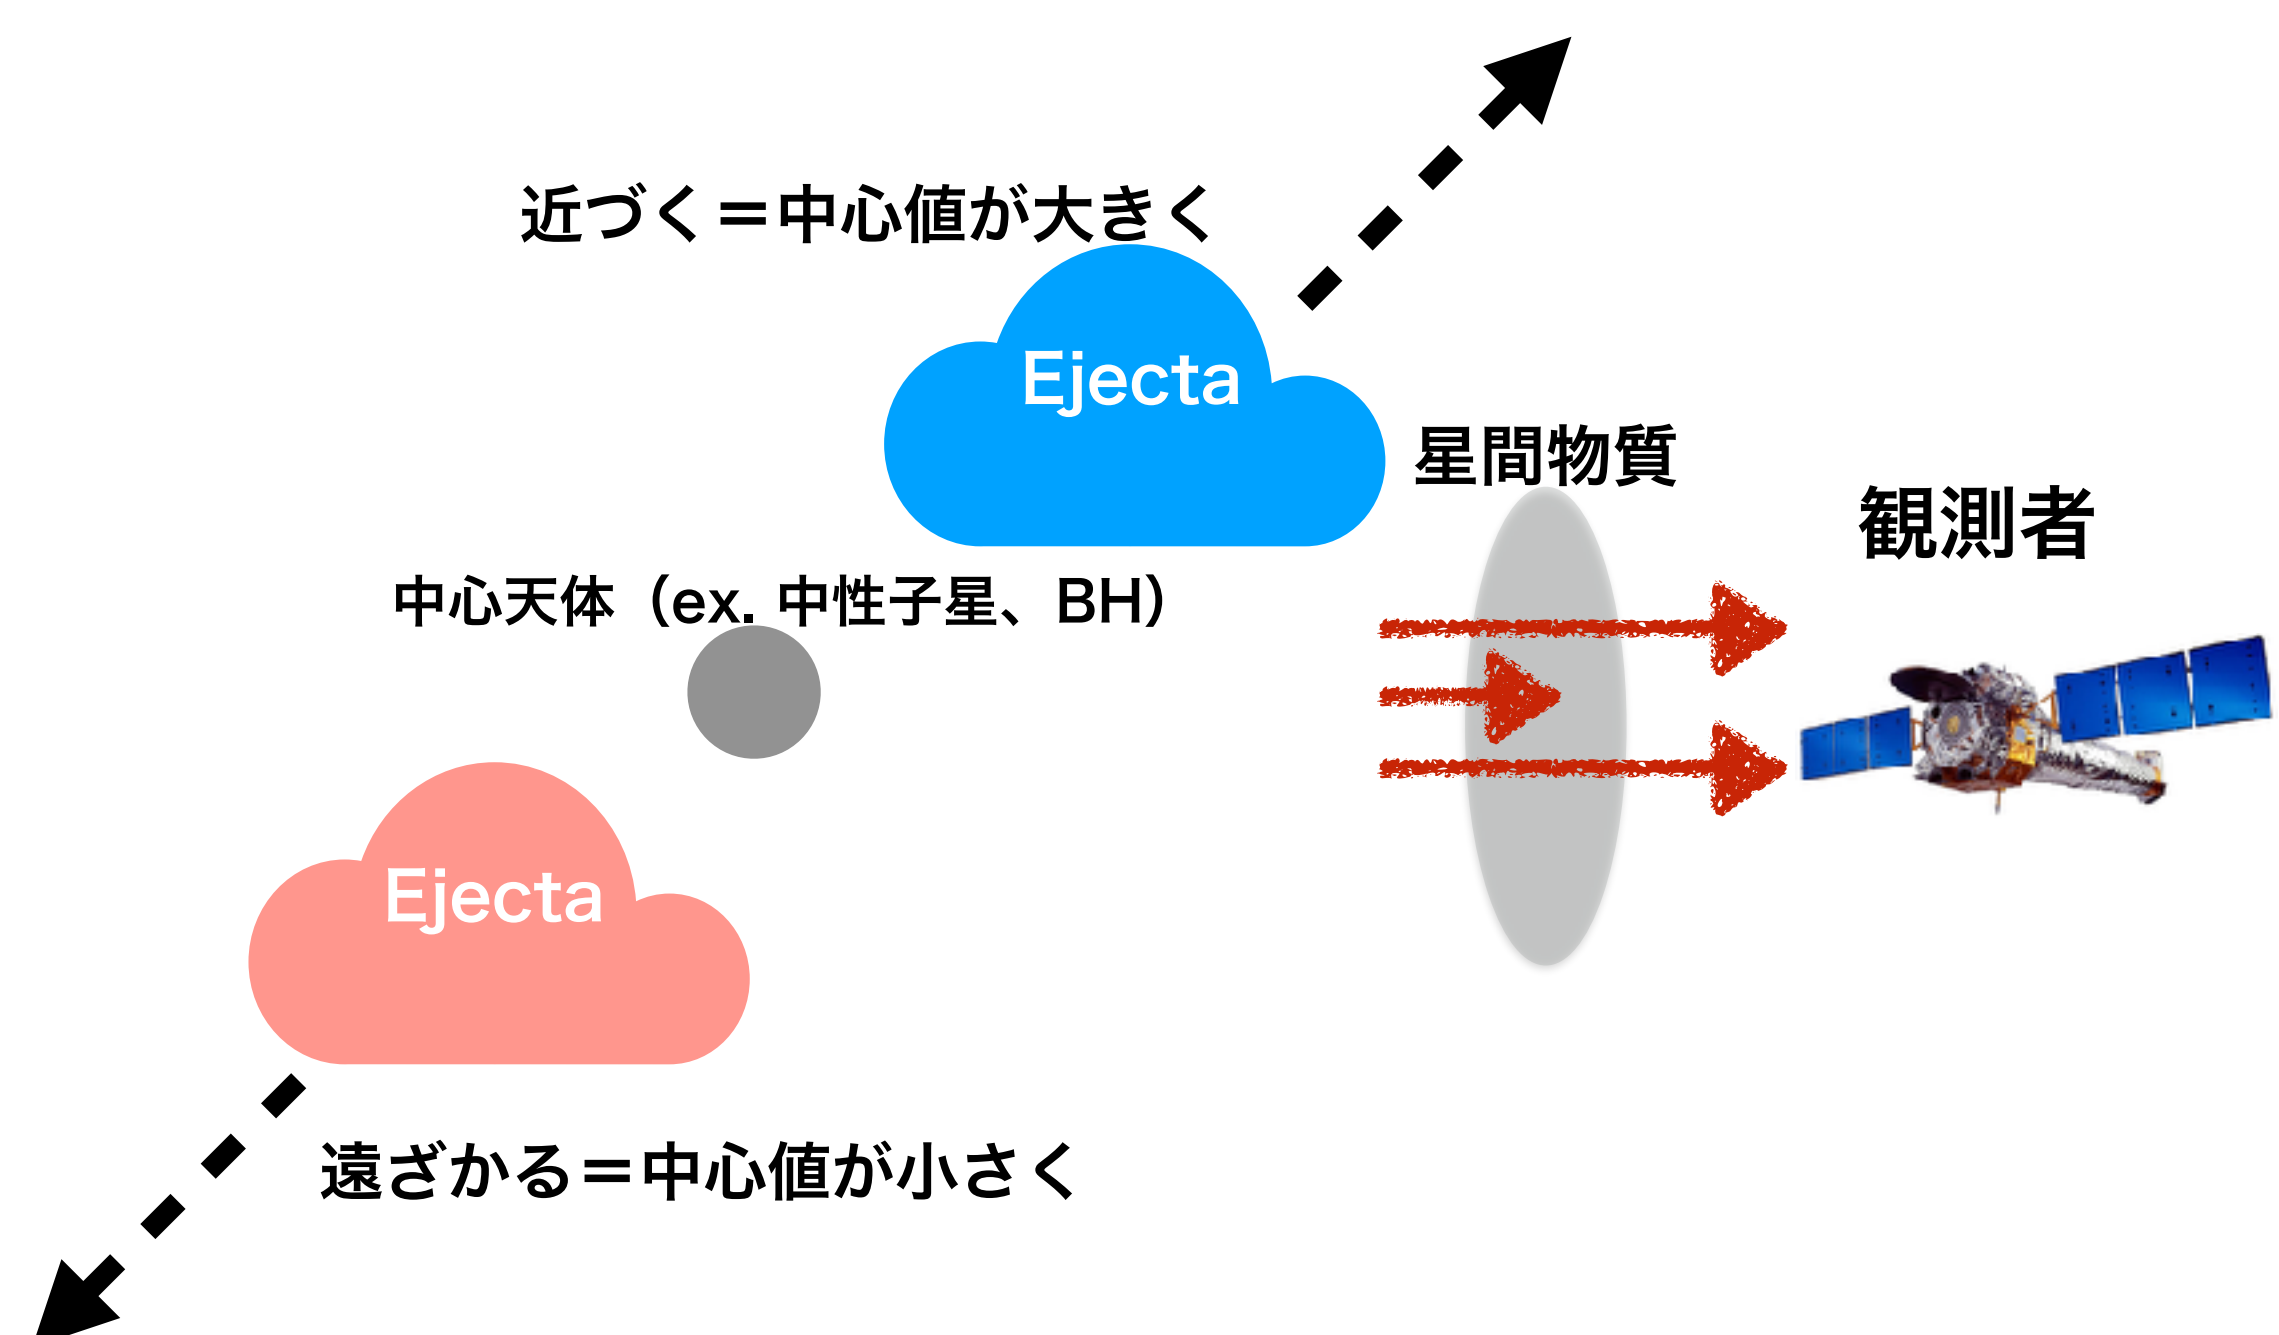 近づく＝中心値が大きく
Ejecta
星間物質
観測者
中心天体（ex. 中性子星、BH）
Ejecta
遠ざかる＝中心値が小さく